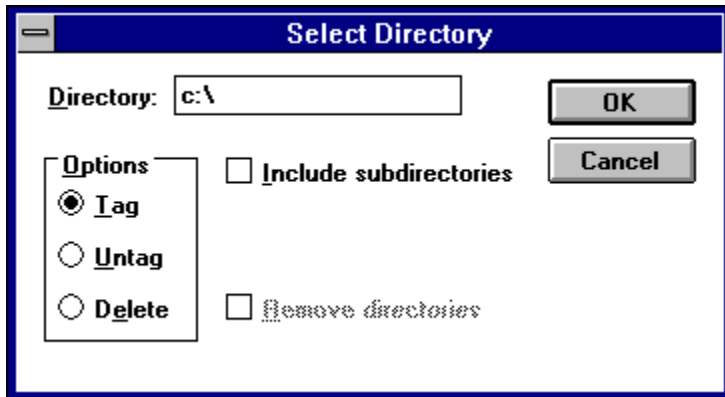 Select Directory
Directory: c:\
OK
Cancel
Options
Tag
Untag
Delete
Include subdirectories
Remove directories